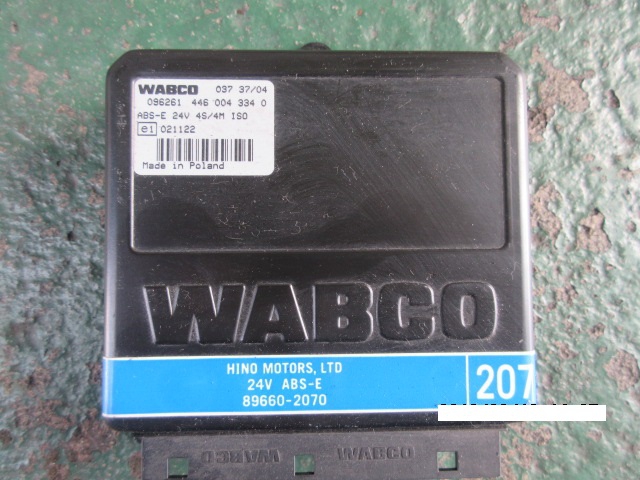 WABCO 037 37/04
096261 446 004 334 0
ABS-E 24V 4S/4M ISO
e1 021122
Made in Poland
WABCO
HINO MOTORS, LTD
24V ABS-E
89660-2070
207
WABCO WABCO